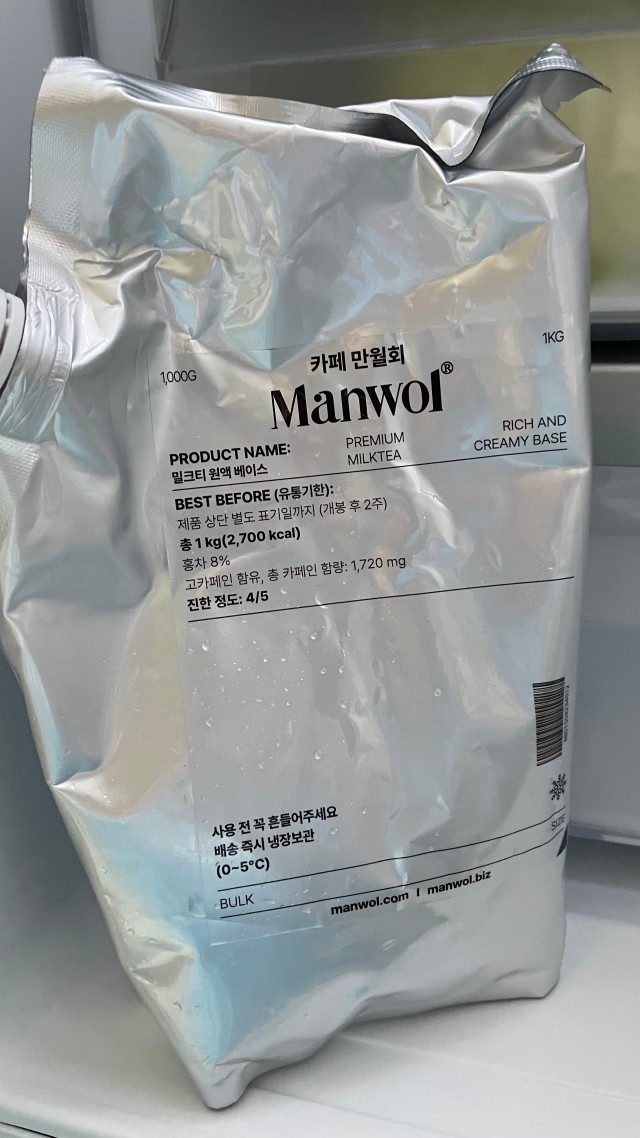 1,000G
카페 만월회
1KG
Manwol®
PRODUCT NAME:
밀크티 원액 베이스
PREMIUM
MILKTEA
RICH AND
CREAMY BASE
BEST BEFORE (유통기한):
제품 상단 별도 표기일까지 (개봉 후 2주)
총 1 kg(2,700 kcal)
홍차 8%
고카페인 함유, 총 카페인 함량: 1,720 mg
진한 정도: 4/5
사용 전 꼭 흔들어주세요
배송 즉시 냉장보관
(0~5°C)
SIZE
BULK
manwol.com I manwol.biz